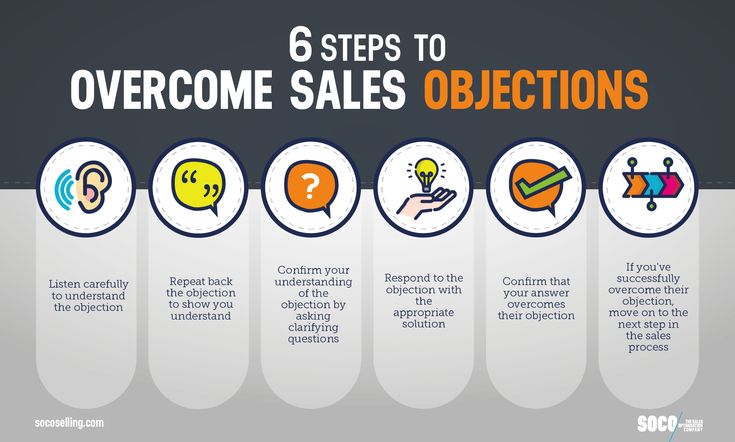 6 STEPS TO
OVERCOME SALES OBJECTIONS
Listen carefully
to understand
the objection
Repeat back
the objection
to show you
understand
Confirm your
understanding
of the
objection by
asking
clarifying
questions
Respond to the
objection with
the
appropriate
solution
Confirm that
your answer
overcomes
their objection
If you've
successfully
overcome their
objection,
move on to the
next step in
the sales
process
socoselling.com
SOCO/
THE SALES
OPTIMISATION
COMPANY